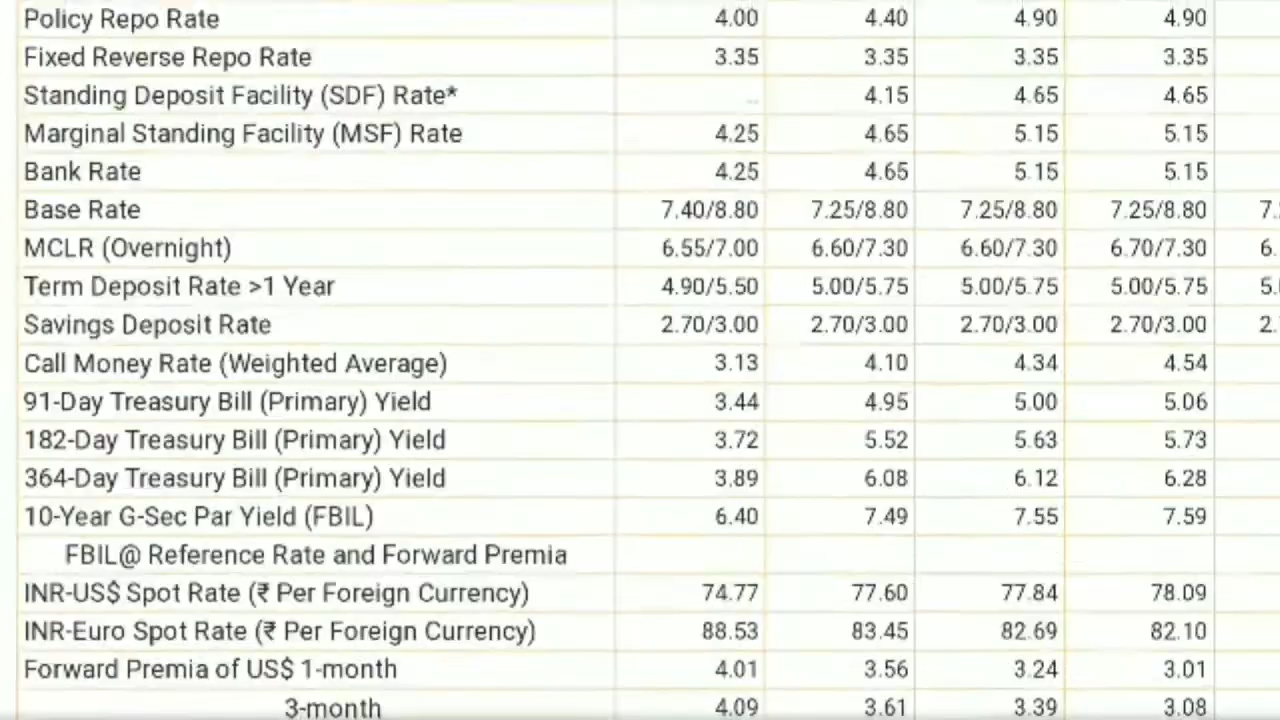 Policy Repo Rate 4.00 4.40 4.90 4.90
Fixed Reverse Repo Rate 3.35 3.35 3.35 3.35
Standing Deposit Facility (SDF) Rate* .. 4.15 4.65 4.65
Marginal Standing Facility (MSF) Rate 4.25 4.65 5.15 5.15
Bank Rate 4.25 4.65 5.15 5.15
Base Rate 7.40/8.80 7.25/8.80 7.25/8.80 7.25/8.80 7.
MCLR (Overnight) 6.55/7.00 6.60/7.30 6.60/7.30 6.70/7.30 6.
Term Deposit Rate >1 Year 4.90/5.50 5.00/5.75 5.00/5.75 5.00/5.75 5.
Savings Deposit Rate 2.70/3.00 2.70/3.00 2.70/3.00 2.70/3.00 2.
Call Money Rate (Weighted Average) 3.13 4.10 4.34 4.54
91-Day Treasury Bill (Primary) Yield 3.44 4.95 5.00 5.06
182-Day Treasury Bill (Primary) Yield 3.72 5.52 5.63 5.73
364-Day Treasury Bill (Primary) Yield 3.89 6.08 6.12 6.28
10-Year G-Sec Par Yield (FBIL) 6.40 7.49 7.55 7.59
FBIL@ Reference Rate and Forward Premia
INR-US$ Spot Rate (₹ Per Foreign Currency) 74.77 77.60 77.84 78.09
INR-Euro Spot Rate (₹ Per Foreign Currency) 88.53 83.45 82.69 82.10
Forward Premia of US$ 1-month 4.01 3.56 3.24 3.01
3-month 4.09 3.61 3.39 3.08